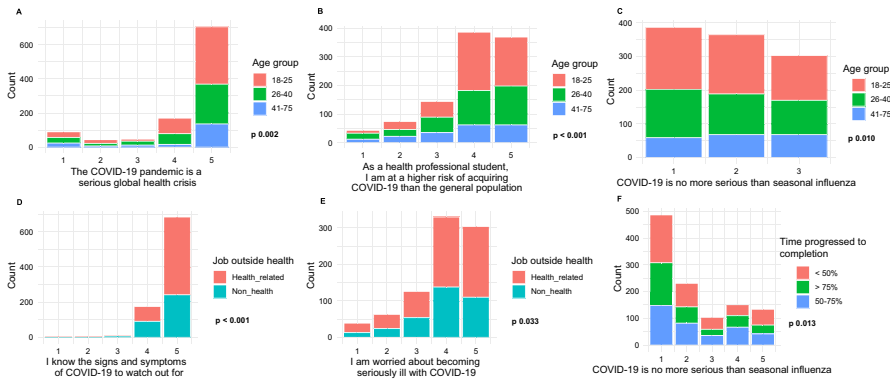 A
600
400
200
0
Count
1 2 3 4 5
The COVID-19 pandemic is a
serious global health crisis
Age group
18-25
26-40
41-75
p 0.002
B
400
300
200
100
0
Count
1 2 3 4 5
As a health professional student,
I am at a higher risk of acquiring
COVID-19 than the general population
Age group
18-25
26-40
41-75
p < 0.001
C
400
300
200
100
0
Count
1 2 3
COVID-19 is no more serious than seasonal influenza
Age group
18-25
26-40
41-75
p 0.010
D
600
400
200
0
Count
1 2 3 4 5
I know the signs and symptoms
of COVID-19 to watch out for
Job outside health
Health_related
Non_health
p < 0.001
E
300
200
100
0
Count
1 2 3 4 5
I am worried about becoming
seriously ill with COVID-19
Job outside health
Health_related
Non_health
p 0.033
F
500
400
300
200
100
0
Count
1 2 3 4 5
COVID-19 is no more serious than seasonal influenza
Time progressed to
completion
< 50%
> 75%
50-75%
p 0.013